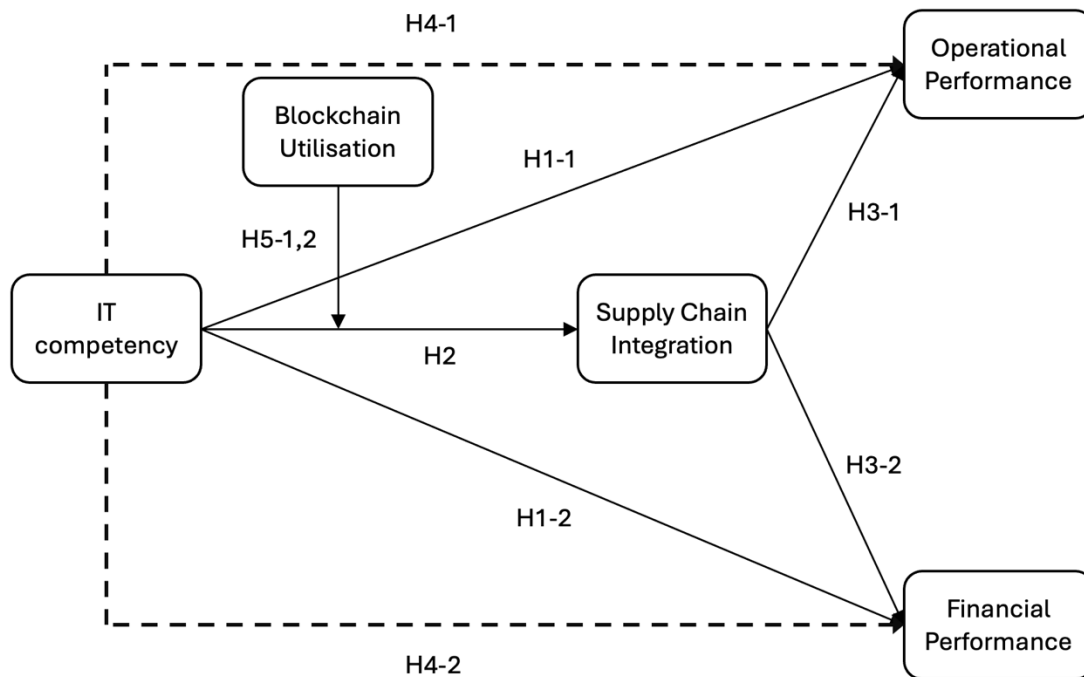 H4-1
Operational
Performance
Blockchain
Utilisation
H1-1
H5-1,2
H3-1
IT
competency
Supply Chain
Integration
H2
H3-2
H1-2
Financial
Performance
H4-2